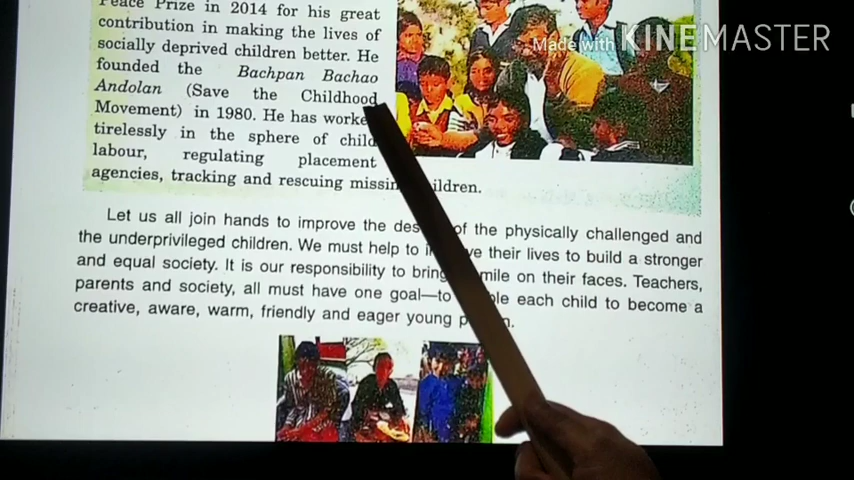 Peace Prize in 2014 for his great
contribution in making the lives of
socially deprived children better. He
founded the Bachpan Bachao
Andolan (Save the Childhood
Movement) in 1980. He has worke
tirelessly in the sphere of child
labour, regulating placement
agencies, tracking and rescuing missin ildren.
Let us all join hands to improve the des of the physically challenged and
the underprivileged children. We must help to i ve their lives to build a stronger
and equal society. It is our responsibility to bring mile on their faces. Teachers,
parents and society, all must have one goal—to le each child to become a
creative, aware, warm, friendly and eager young p n.
Made with KINEMASTER